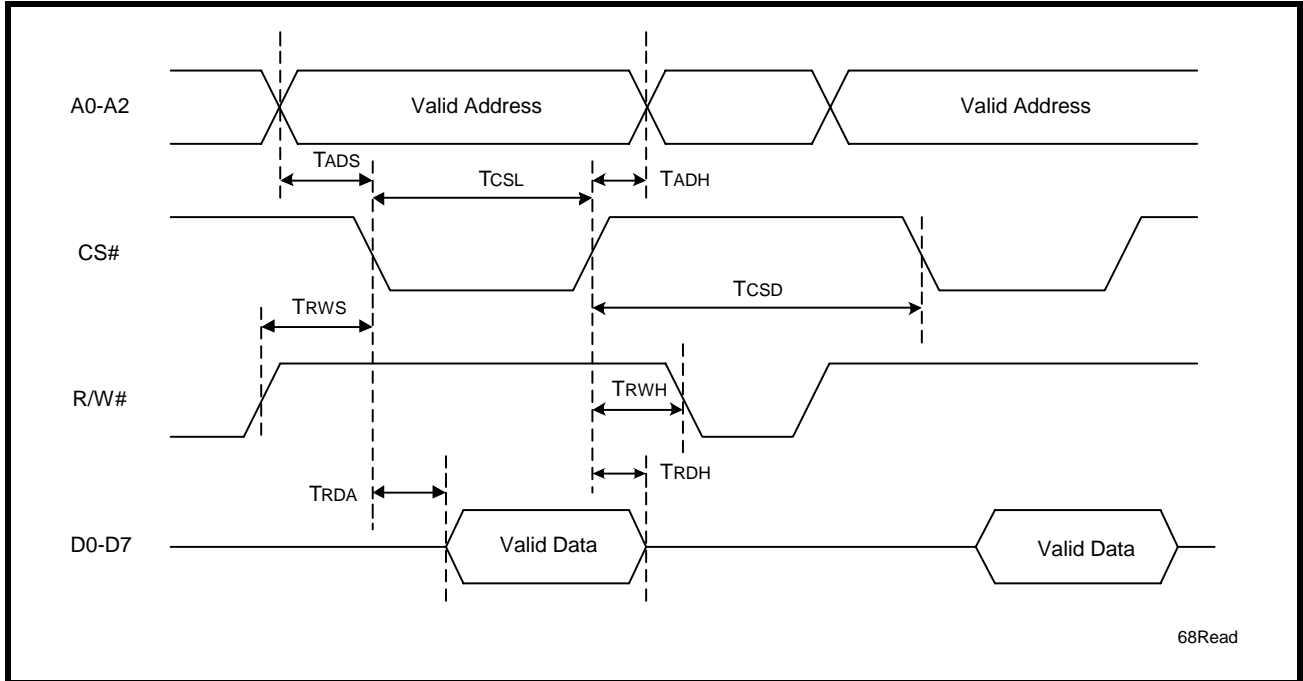 A0-A2
Valid Address
Valid Address
TADS
TCSL
TADH
CS#
TCSD
TRWS
R/W#
TRWH
TRDH
TRDA
D0-D7
Valid Data
Valid Data
68Read